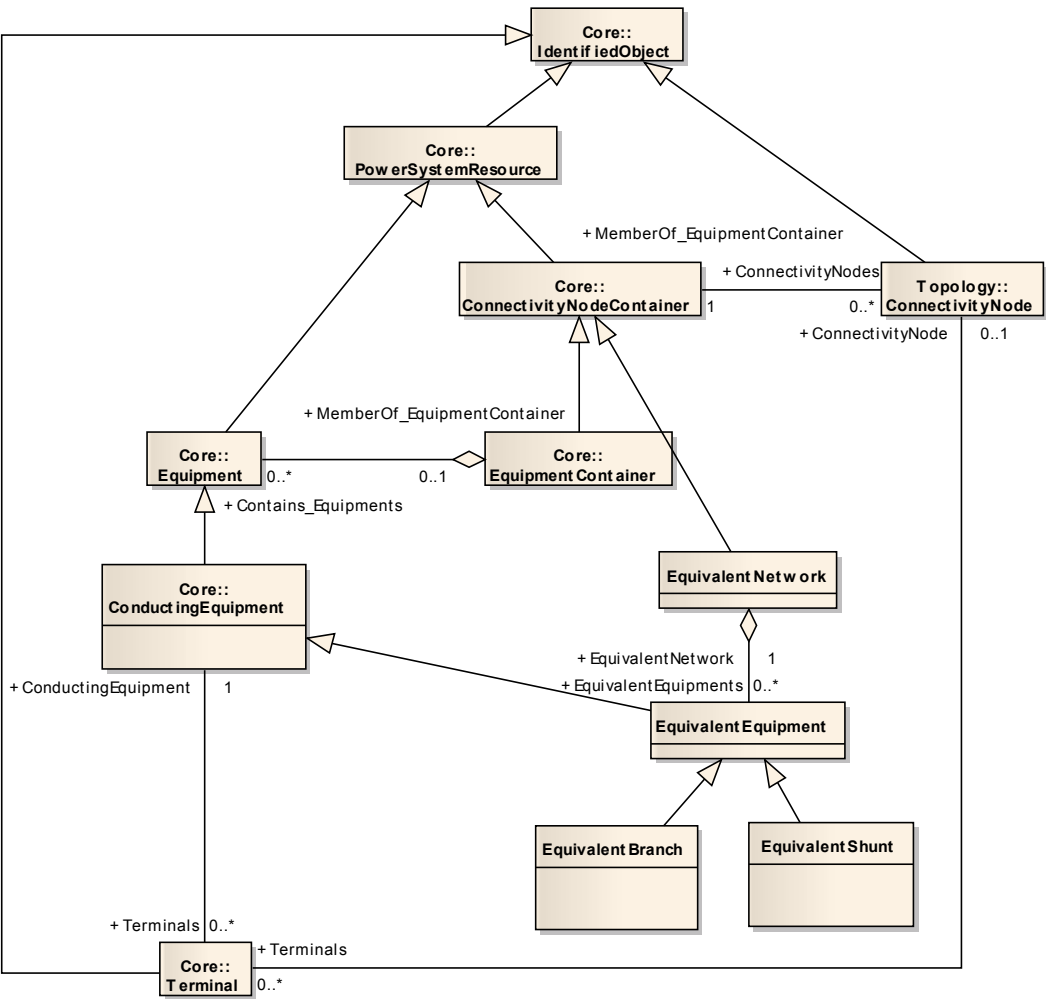 Core::
IdentifiedObject
Core::
PowerSystemResource
+ MemberOf_EquipmentContainer
+ ConnectivityNodes
Core::
ConnectivityNodeContainer
1
0..*
Topology::
ConnectivityNode
+ ConnectivityNode
0..1
+ MemberOf_EquipmentContainer
Core::
Equipment
0..*
0..1
Core::
EquipmentContainer
+ Contains_Equipments
Core::
ConductingEquipment
EquivalentNetwork
+ EquivalentNetwork
1
+ EquivalentEquipments
0..*
+ ConductingEquipment
1
EquivalentEquipment
EquivalentBranch
EquivalentShunt
+ Terminals
0..*
+ Terminals
Core::
Terminal
0..*